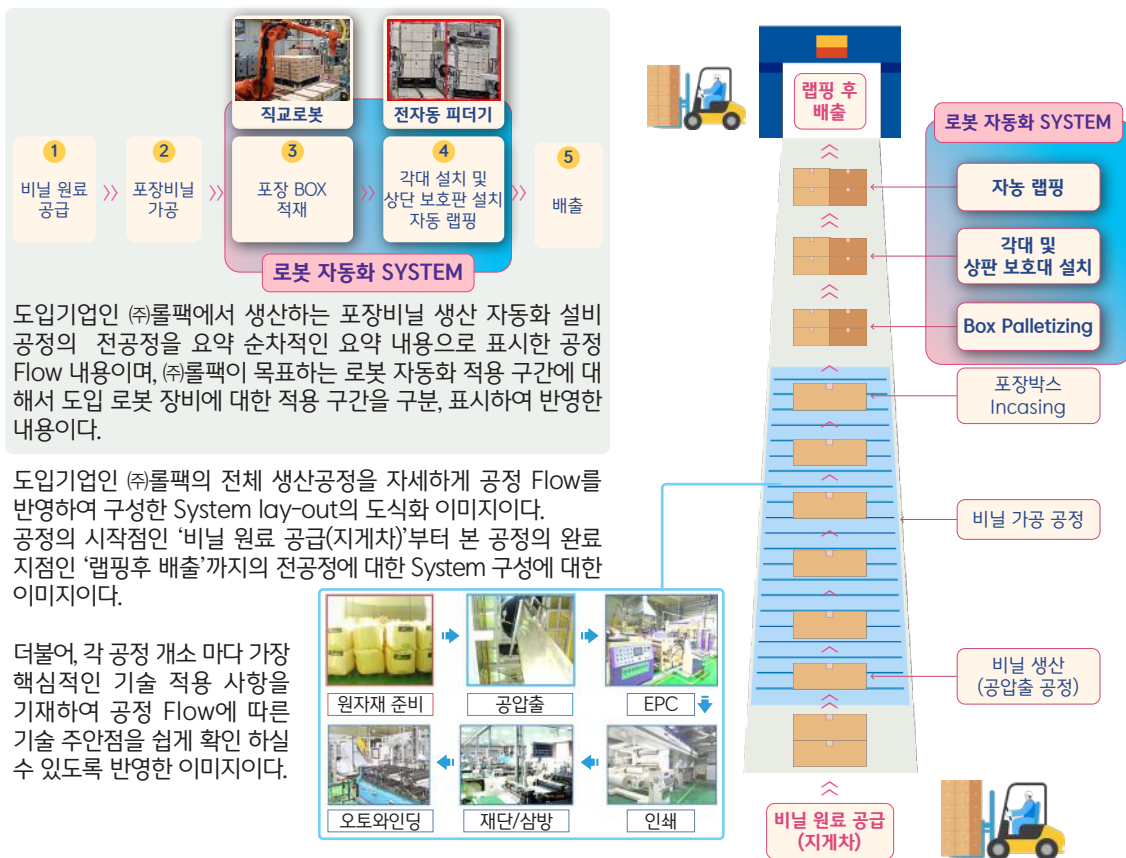 직교로봇
전자동 피더기
1
비닐 원료
공급
2
포장비닐
가공
3
포장 BOX
적재
4
각대 설치 및
상단 보호판 설치
자동 랩핑
5
배출
로봇 자동화 SYSTEM
도입기업인 ㈜롤팩에서 생산하는 포장비닐 생산 자동화 설비
공정의 전공정을 요약 순차적인 요약 내용으로 표시한 공정
Flow 내용이며, ㈜롤팩이 목표하는 로봇 자동화 적용 구간에 대
해서 도입 로봇 장비에 대한 적용 구간을 구분, 표시하여 반영한
내용이다.
도입기업인 ㈜롤팩의 전체 생산공정을 자세하게 공정 Flow를
반영하여 구성한 System lay-out의 도식화 이미지이다.
공정의 시작점인 ‘비닐 원료 공급(지게차)’부터 본 공정의 완료
지점인 ‘랩핑후 배출’까지의 전공정에 대한 System 구성에 대한
이미지이다.
더불어, 각 공정 개소 마다 가장
핵심적인 기술 적용 사항을
기재하여 공정 Flow에 따른
기술 주안점을 쉽게 확인 하실
수 있도록 반영한 이미지이다.
원자재 준비
공압출
EPC
오토와인딩
재단/삼방
인쇄
랩핑 후
배출
로봇 자동화 SYSTEM
자농 랩핑
각대 및
상판 보호대 설치
Box Palletizing
포장박스
Incasing
비닐 가공 공정
비닐 생산
(공압출 공정)
비닐 원료 공급
(지게차)